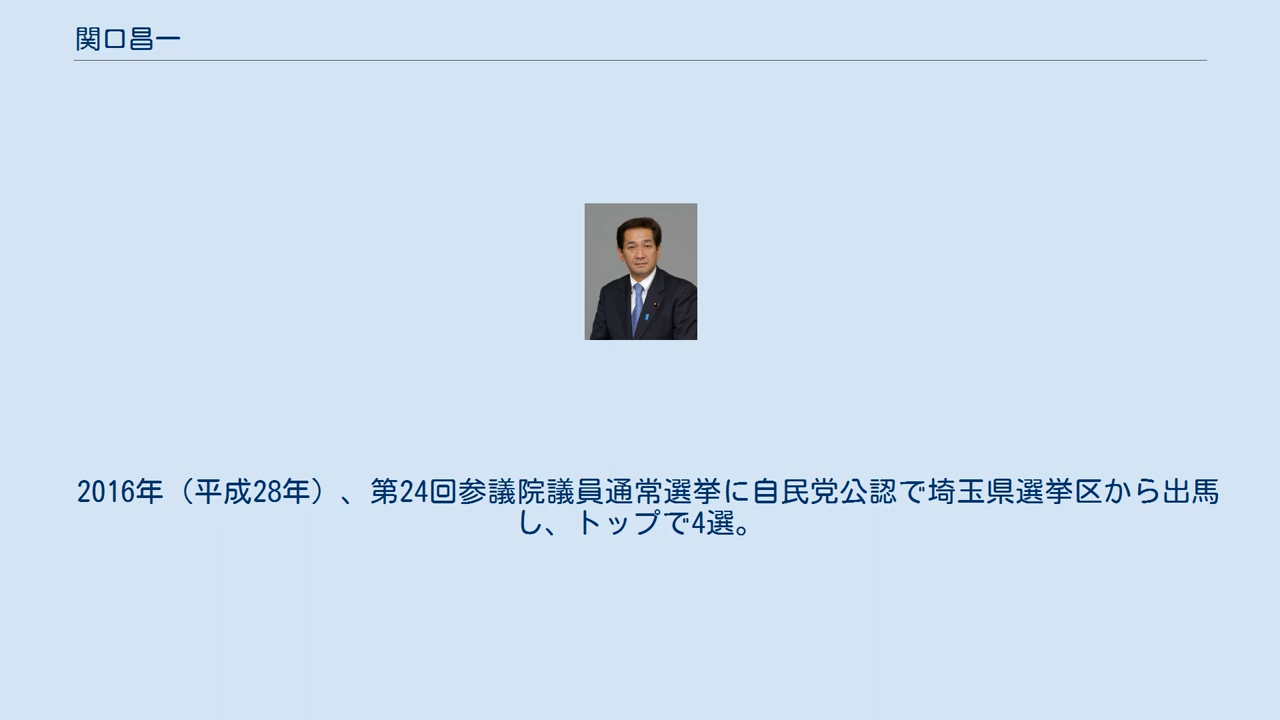 関口昌一
2016年（平成28年）、第24回参議院議員通常選挙に自民党公認で埼玉県選挙区から出馬
し、トップで4選。